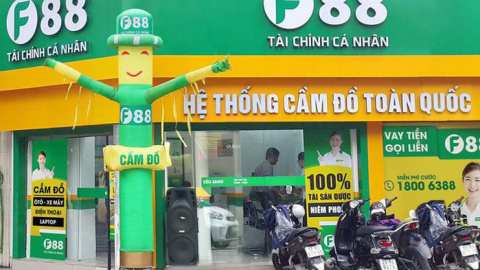 F88
TÀI CHÍNH CÁ NHÂN
F88
TÀI CHÍNH CÁ NHÂN
F88
HỆ THỐNG CẦM ĐỒ TOÀN QUỐC
F88
CẦM ĐỒ
CẦM ĐỒ
ÔTÔ - XE MÁY
ĐIỆN THOẠI
LAPTOP
F88
100%
TÀI SẢN ĐƯỢC
NIÊM PHONG
VAY TIỀN
GỌI LIỀN
F88
MIỄN PHÍ CƯỚC
1800 6388